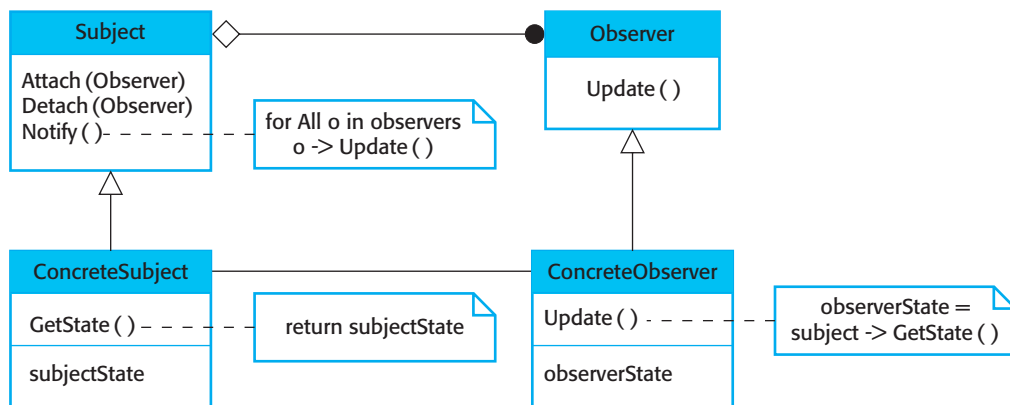 Subject
Observer
Attach (Observer)
Detach (Observer)
Notify ( )
Update ( )
for All o in observers
o -> Update ( )
ConcreteSubject
ConcreteObserver
GetState ( )
return subjectState
Update ( )
observerState =
subject -> GetState ( )
subjectState
observerState